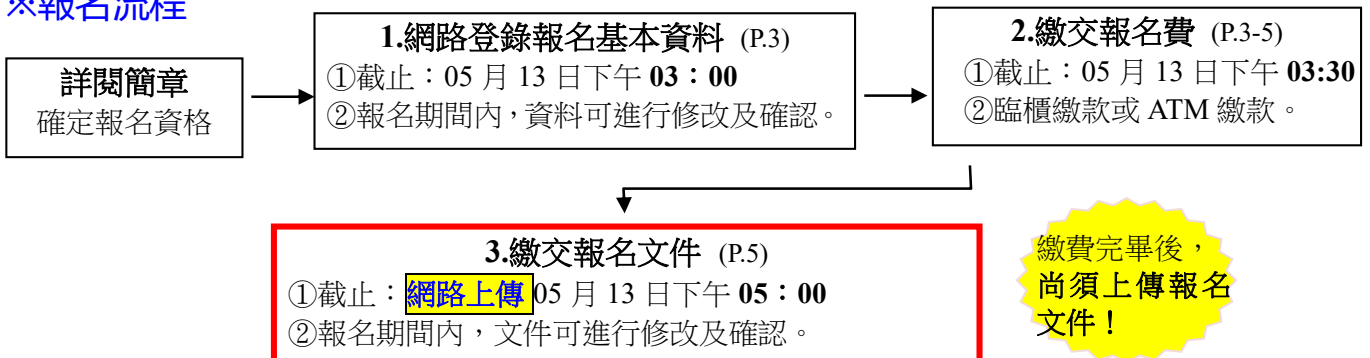 ※報名流程
詳閱簡章
確定報名資格
1.網路登錄報名基本資料 (P.3)
①截止：05 月 13 日下午 03：00
②報名期間內，資料可進行修改及確認。
2.繳交報名費 (P.3-5)
①截止：05 月 13 日下午 03:30
②臨櫃繳款或 ATM 繳款。
3.繳交報名文件 (P.5)
①截止：網路上傳 05 月 13 日下午 05：00
②報名期間內，文件可進行修改及確認。
繳費完畢後，
尚須上傳報名
文件！